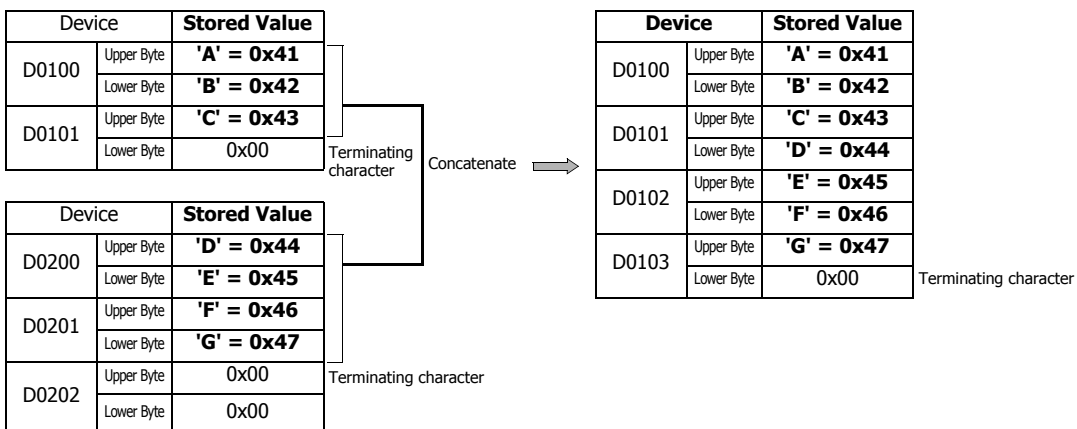 Device Stored Value
D0100 Upper Byte 'A' = 0x41
Lower Byte 'B' = 0x42
D0101 Upper Byte 'C' = 0x43
Lower Byte 0x00 Terminating character
Device Stored Value
D0200 Upper Byte 'D' = 0x44
Lower Byte 'E' = 0x45
D0201 Upper Byte 'F' = 0x46
Lower Byte 'G' = 0x47
D0202 Upper Byte 0x00 Terminating character
Lower Byte 0x00
Concatenate
Device Stored Value
D0100 Upper Byte 'A' = 0x41
Lower Byte 'B' = 0x42
D0101 Upper Byte 'C' = 0x43
Lower Byte 'D' = 0x44
D0102 Upper Byte 'E' = 0x45
Lower Byte 'F' = 0x46
D0103 Upper Byte 'G' = 0x47
Lower Byte 0x00 Terminating character